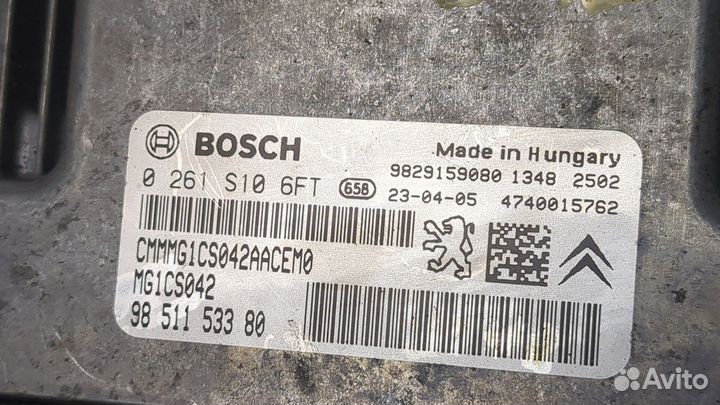 BOSCH
Made in Hungary
0 261 S10 6FT
658
9829159080 1348 2502
23-04-05 4740015762
CMMMG1CS042AACEM0
MG1CS042
98 511 533 80
Avito